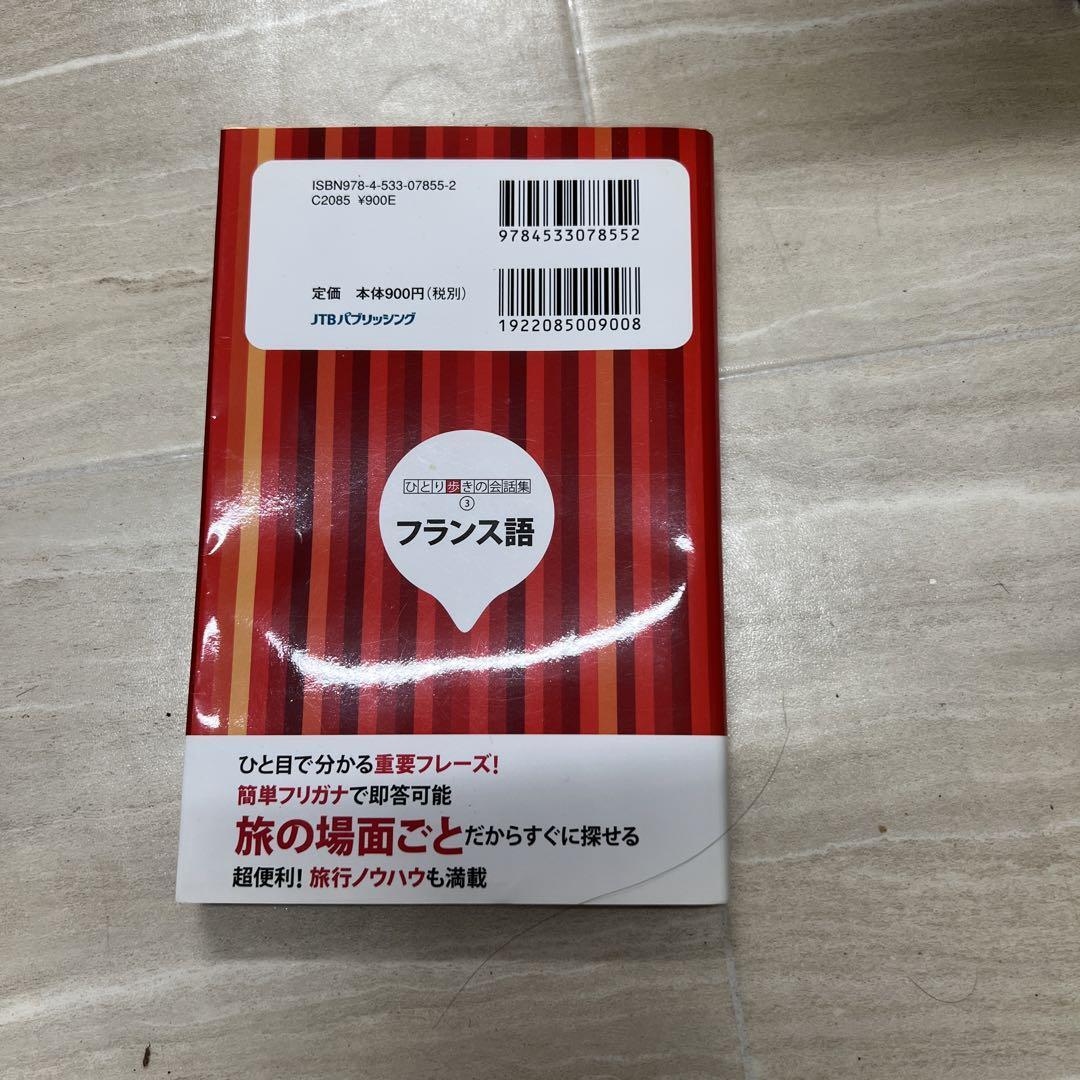 ISBN978-4-533-07855-2
C2085 ¥900E
9784533078552
定価 本体900円(税別)
JTBパブリッシング
1922085009008
ひとり歩きの会話集
③
フランス語
ひと目で分かる重要フレーズ!
簡単フリガナで即答可能
旅の場面ごとだからすぐに探せる
超便利!旅行ノウハウも満載